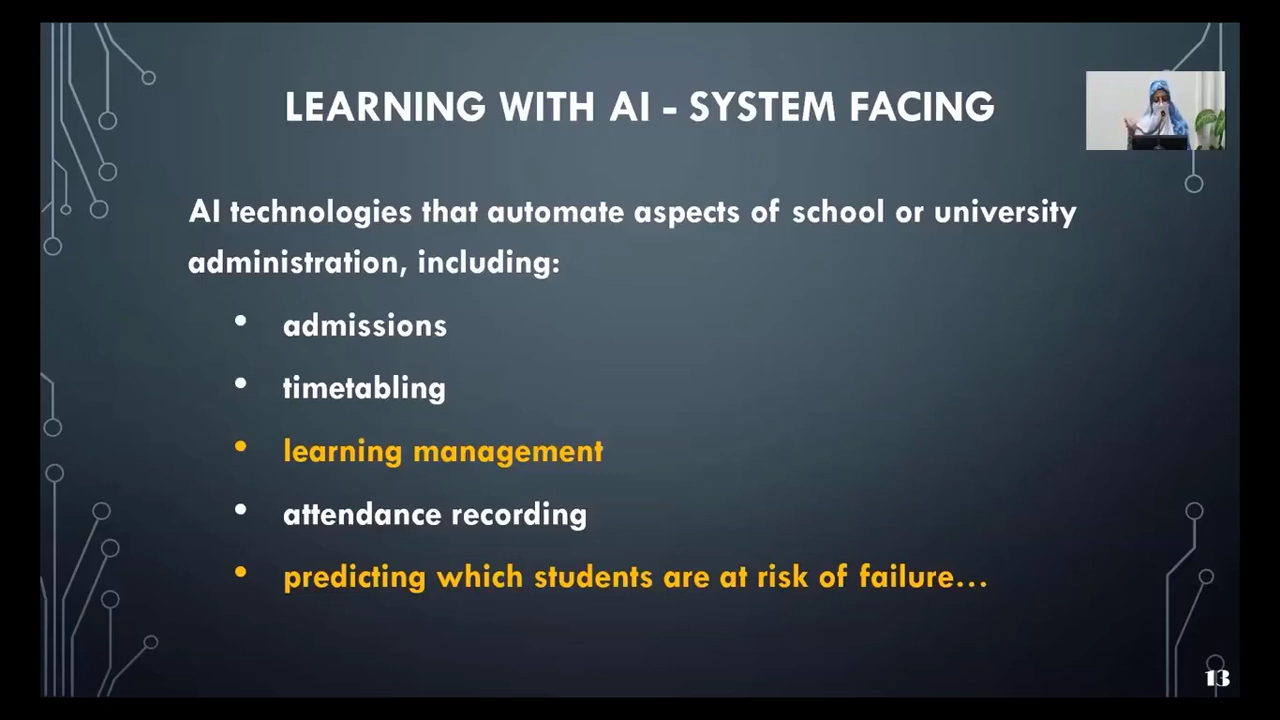 LEARNING WITH AI - SYSTEM FACING
AI technologies that automate aspects of school or university
administration, including:
• admissions
• timetabling
• learning management
• attendance recording
• predicting which students are at risk of failure…
13